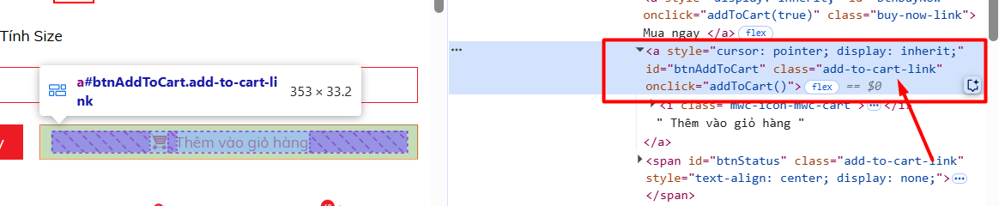 Tính Size
a#btnAddToCart.add-to-cart-li
nk
353 × 33.2
y
Thêm vào giỏ hàng
onclick="addToCart(true)" class="buy-now-link">
Mua ngay </a> flex
<a style="cursor: pointer; display: inherit;"
id="btnAddToCart" class="add-to-cart-link"
onclick="addToCart()"> flex == $0
<i class="mwc-icon-mwc-cart"> </i>
" Thêm vào giỏ hàng "
</a>
<span id="btnStatus" class="add-to-cart-link"
style="text-align: center; display: none;">
</span>